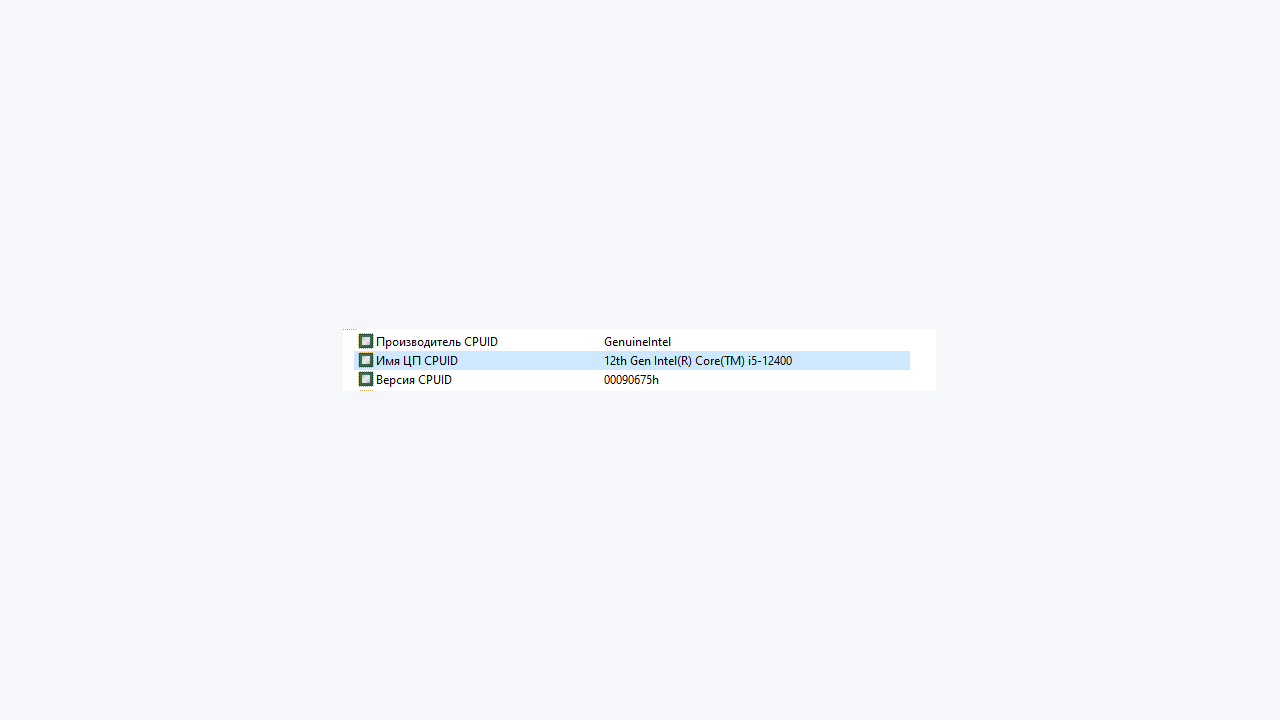 Производитель CPUID GenuineIntel
Имя ЦП CPUID 12th Gen Intel(R) Core(TM) i5-12400
Версия CPUID 00090675h